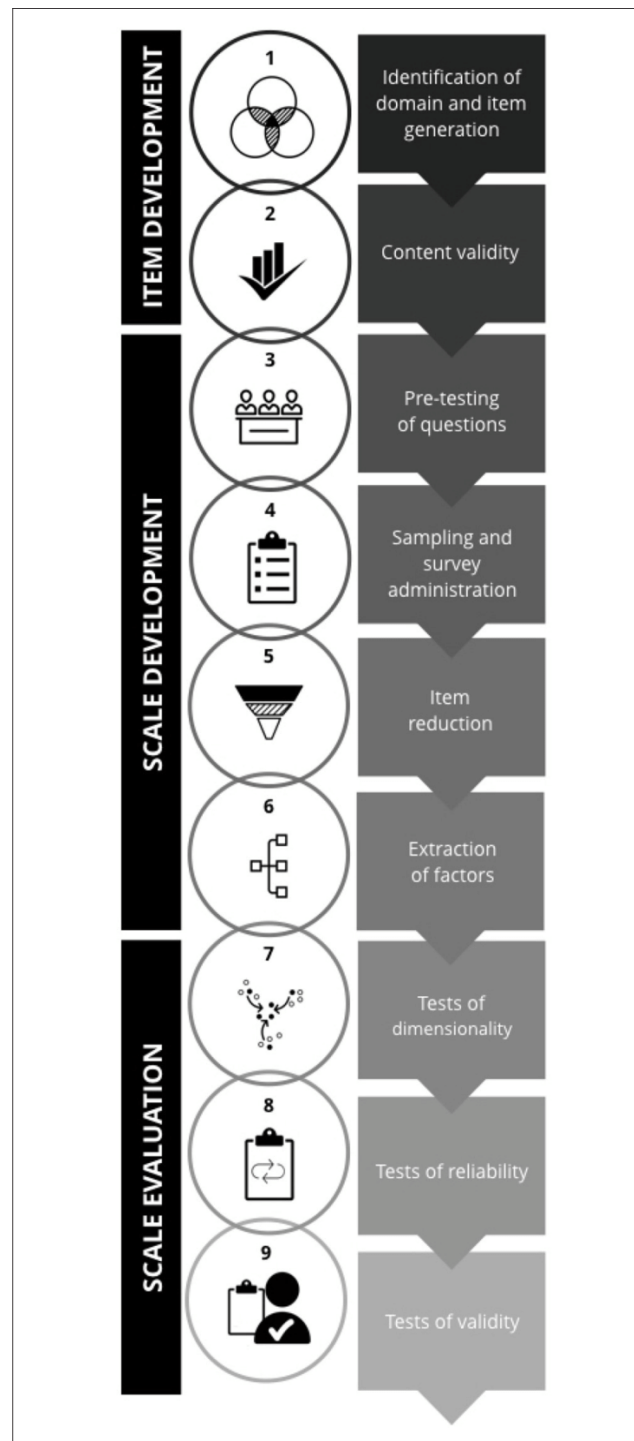 ITEM DEVELOPMENT
1
Identification of
domain and item
generation
2
Content validity
SCALE DEVELOPMENT
3
Pre-testing
of questions
4
Sampling and
survey
administration
5
Item
reduction
6
Extraction
of factors
SCALE EVALUATION
7
Tests of
dimensionality
8
Tests of reliability
9
Tests of validity